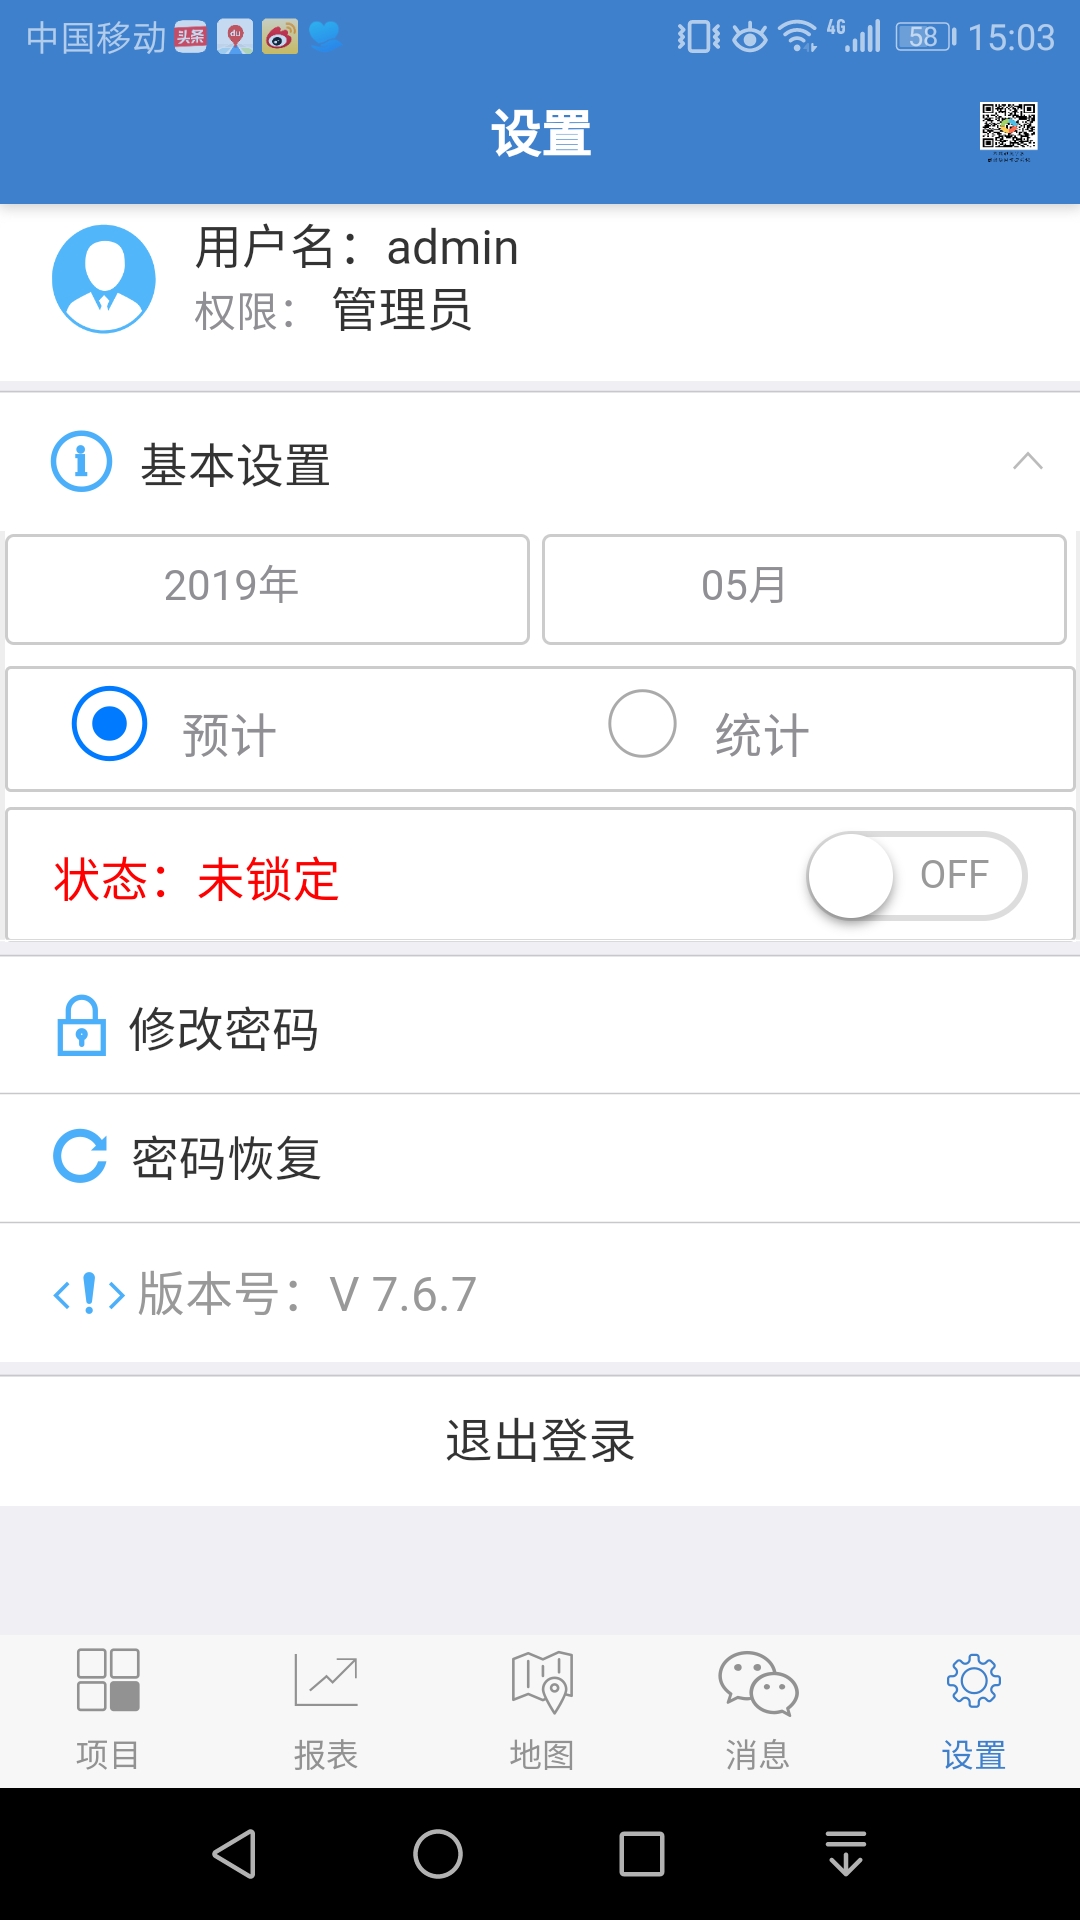 中国移动 头条 du 4G 58 15:03
设置
用户名：admin
权限： 管理员
基本设置
2019年 05月
预计 统计
状态：未锁定 OFF
修改密码
密码恢复
版本号：V 7.6.7
退出登录
项目 报表 地图 消息 设置